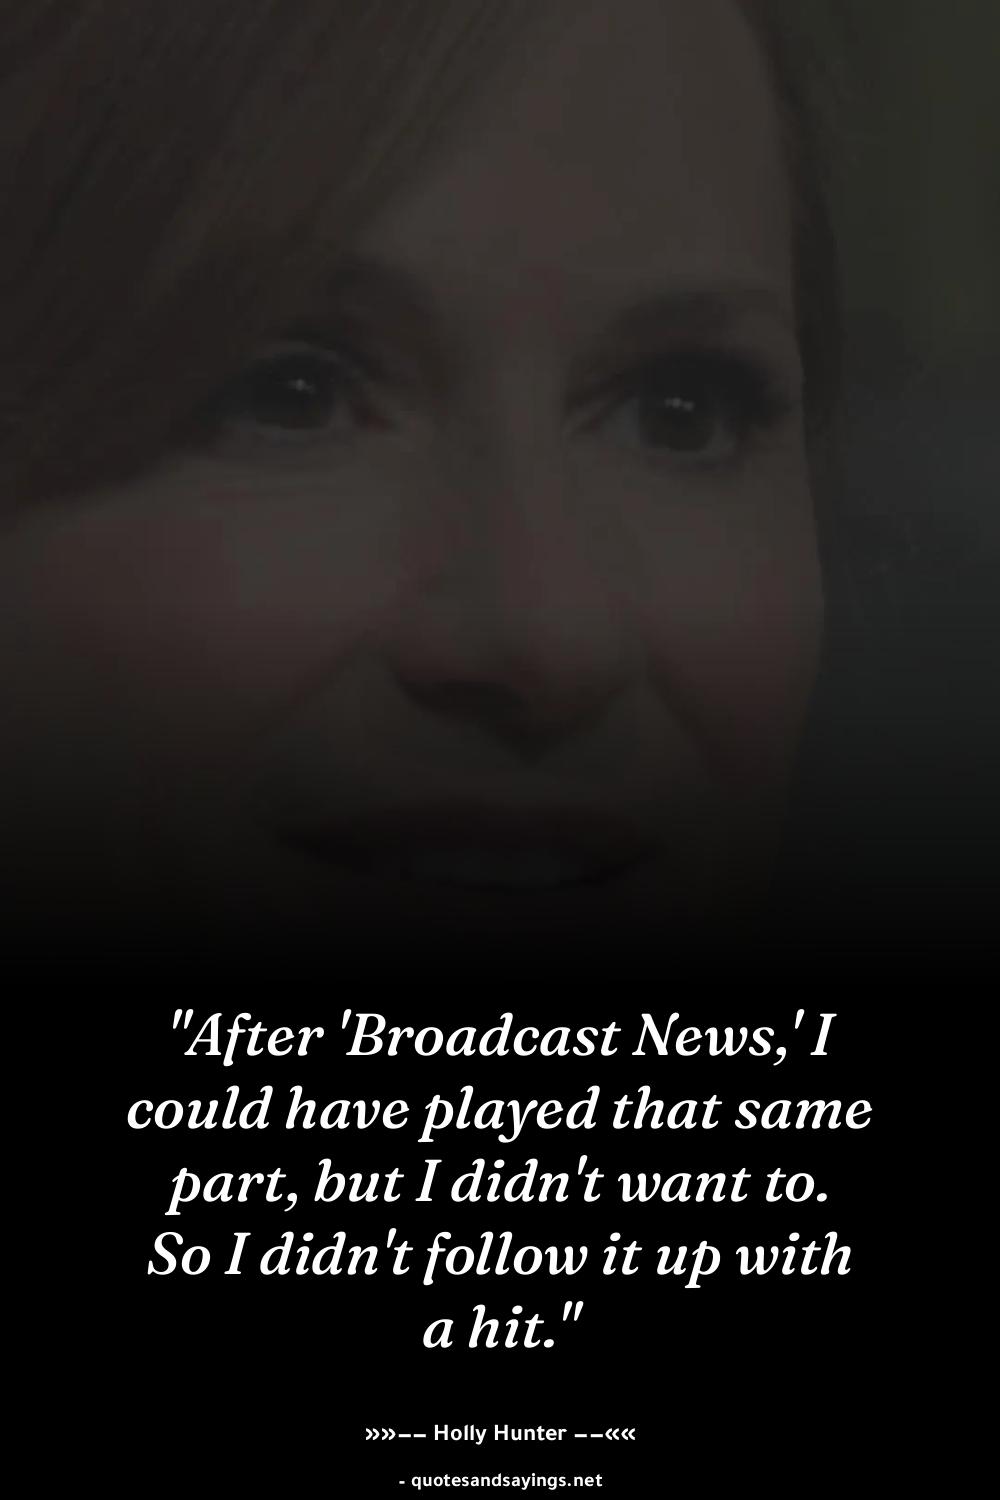 "After 'Broadcast News,' I
could have played that same
part, but I didn't want to.
So I didn't follow it up with
a hit."
»»—— Holly Hunter ——««
- quotesandsayings.net